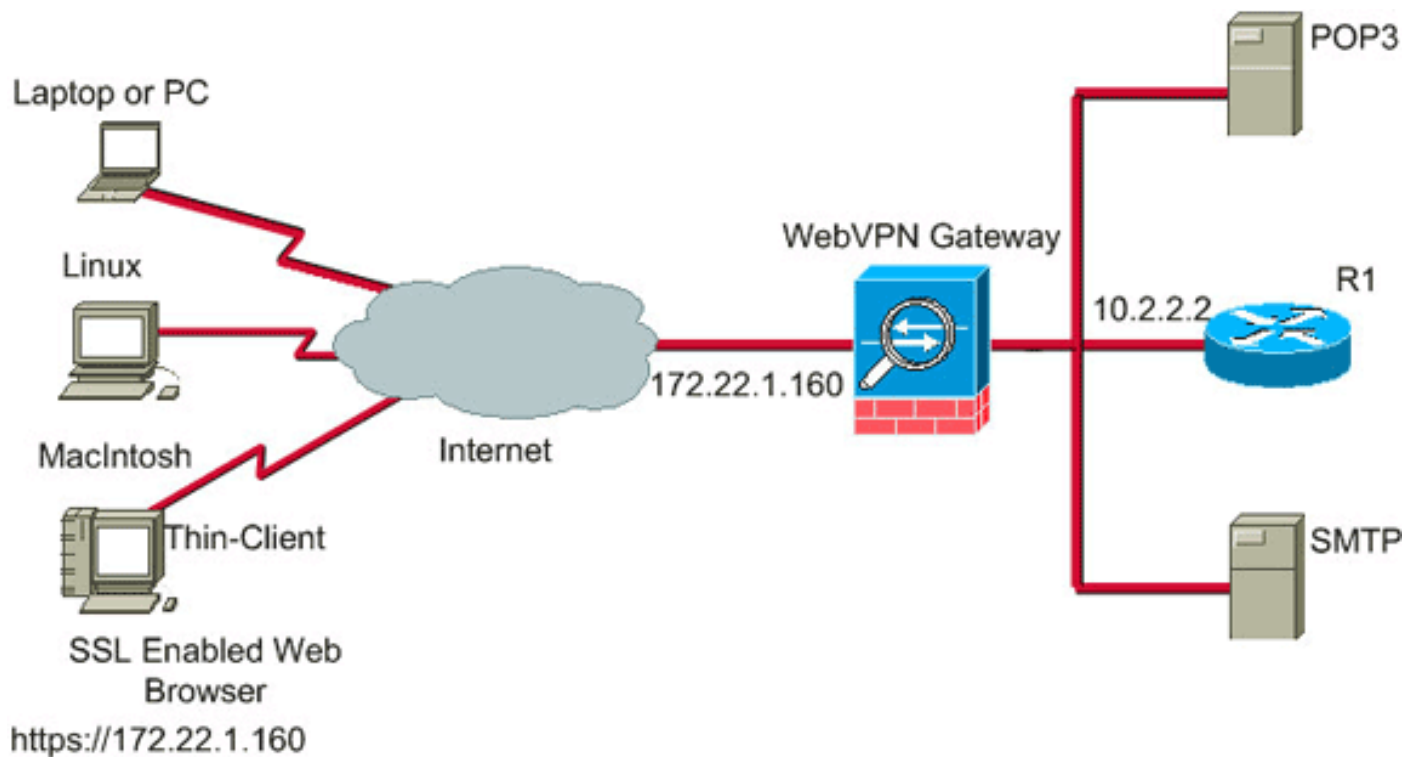 POP3
Laptop or PC
WebVPN Gateway
Linux
R1
10.2.2.2
172.22.1.160
Internet
MacIntosh
Thin-Client
SMTP
SSL Enabled Web
Browser
https://172.22.1.160